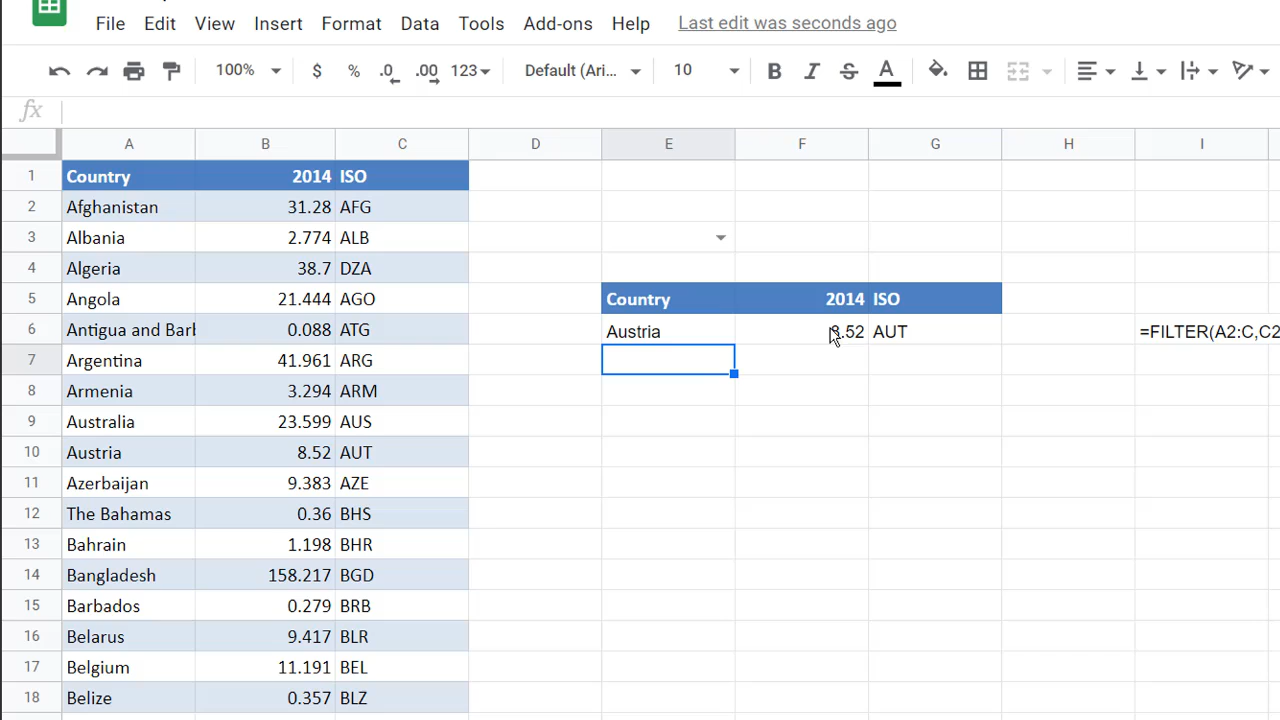 File Edit View Insert Format Data Tools Add-ons Help Last edit was seconds ago
100% $ % .0 .00 123 Default (Ari... 10 B I S A
fx
A B C D E F G H I
1 Country 2014 ISO
2 Afghanistan 31.28 AFG
3 Albania 2.774 ALB
4 Algeria 38.7 DZA
5 Angola 21.444 AGO Country 2014 ISO
6 Antigua and Barb 0.088 ATG Austria 8.52 AUT =FILTER(A2:C,C2
7 Argentina 41.961 ARG
8 Armenia 3.294 ARM
9 Australia 23.599 AUS
10 Austria 8.52 AUT
11 Azerbaijan 9.383 AZE
12 The Bahamas 0.36 BHS
13 Bahrain 1.198 BHR
14 Bangladesh 158.217 BGD
15 Barbados 0.279 BRB
16 Belarus 9.417 BLR
17 Belgium 11.191 BEL
18 Belize 0.357 BLZ